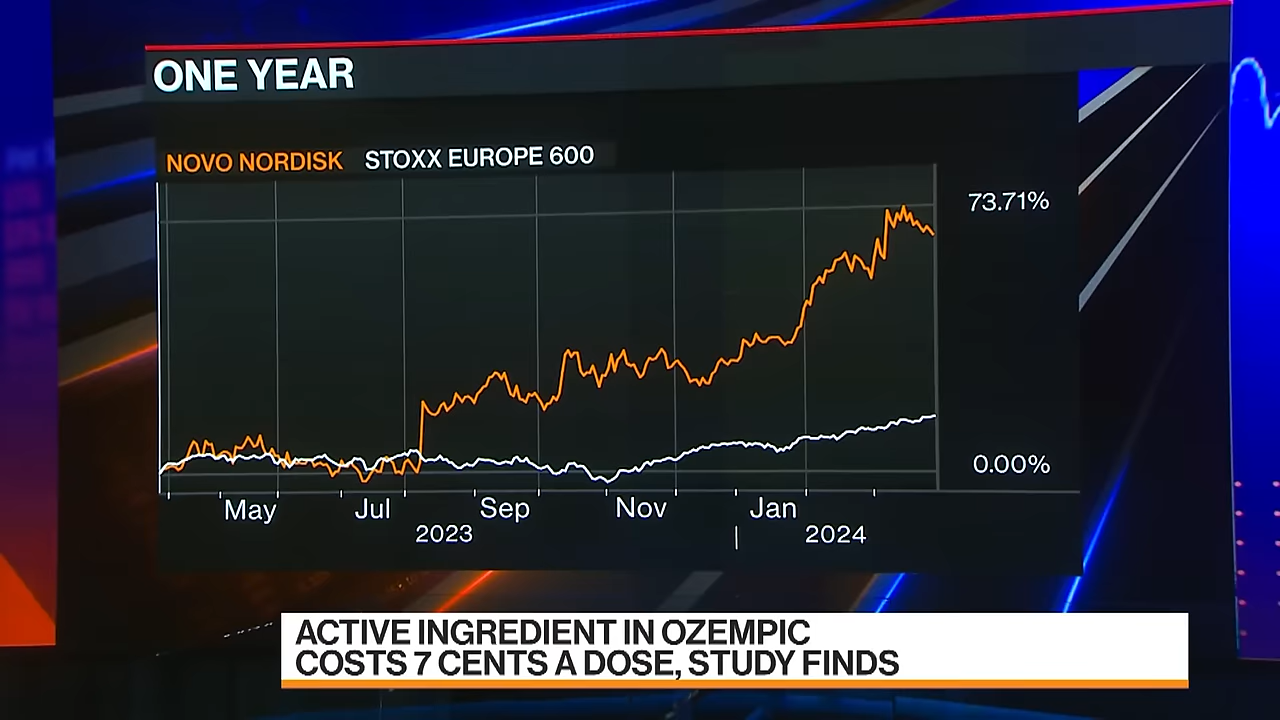 ONE YEAR
NOVO NORDISK STOXX EUROPE 600
73.71%
0.00%
May Jul Sep Nov Jan
2023 2024
ACTIVE INGREDIENT IN OZEMPIC
COSTS 7 CENTS A DOSE, STUDY FINDS